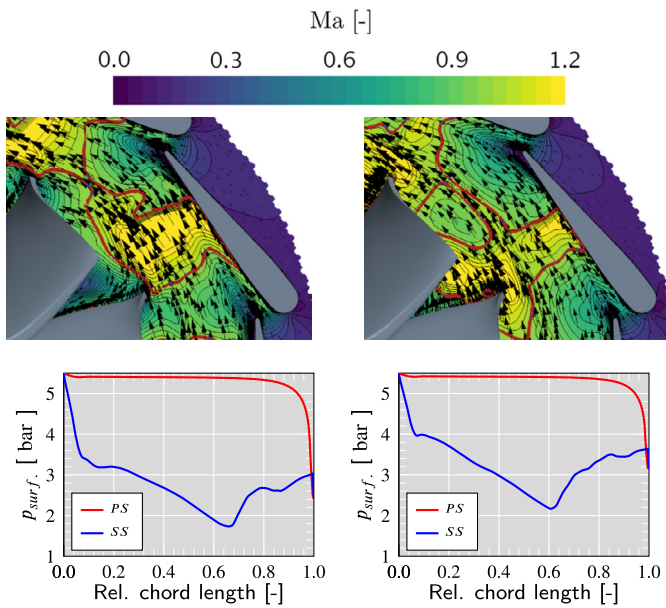 Ma [-]
0.0 0.3 0.6 0.9 1.2
5
4
3
2
1
p_surf. [ bar ]
PS
SS
0.0 0.2 0.4 0.6 0.8 1.0
Rel. chord length [-]
5
4
3
2
1
p_surf. [ bar ]
PS
SS
0.0 0.2 0.4 0.6 0.8 1.0
Rel. chord length [-]